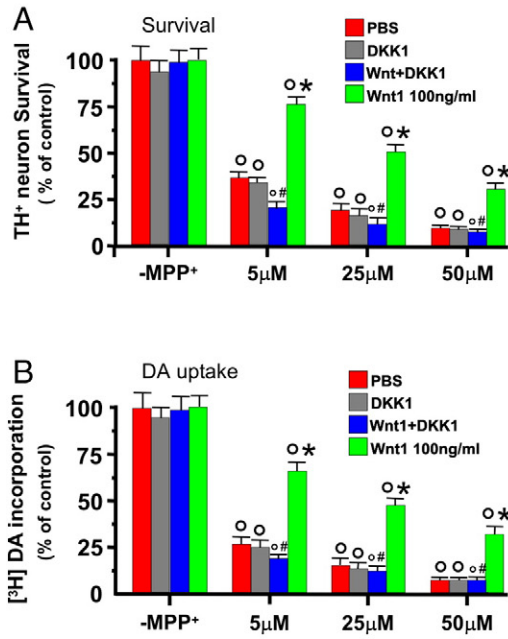 A
Survival
PBS
DKK1
Wnt+DKK1
Wnt1 100ng/ml
TH⁺ neuron Survival
( % of control)
100
75
50
25
0
○ ○ ○# ○*
○ ○ ○# ○*
○ ○ ○# ○*
-MPP⁺ 5μM 25μM 50μM
B
DA uptake
PBS
DKK1
Wnt1+DKK1
Wnt1 100ng/ml
[³H] DA incorporation
(% of control)
100
75
50
25
0
○ ○ ○# ○*
○ ○ ○# ○*
○ ○ ○# ○*
-MPP⁺ 5μM 25μM 50μM